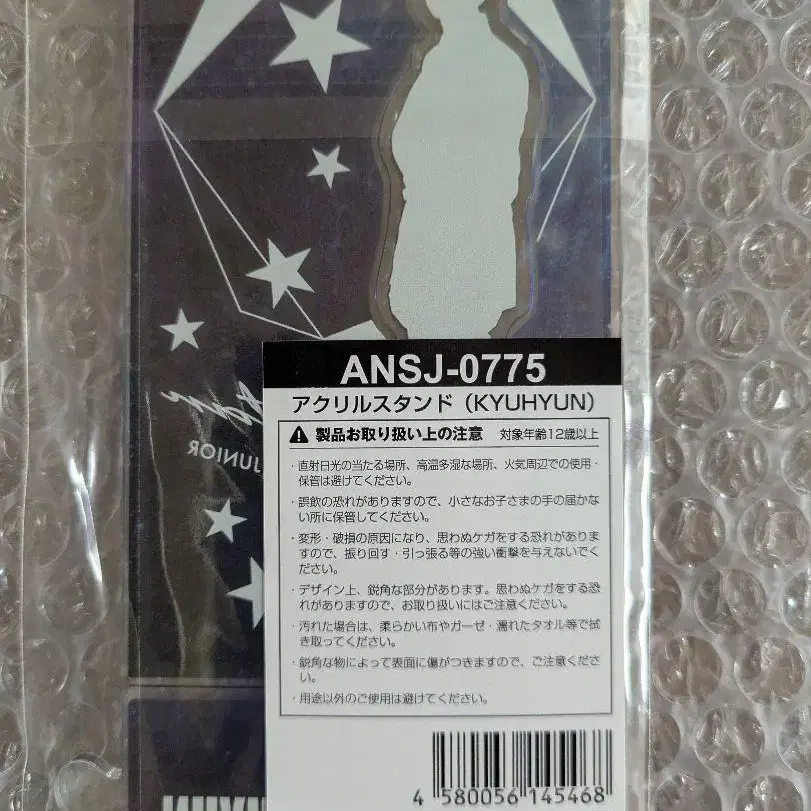 ANSJ-0775
アクリルスタンド（KYUHYUN）
製品お取り扱い上の注意 対象年齢12歳以上
・直射日光の当たる場所、高温多湿な場所、火気周辺での使用・
保管は避けてください。
・誤飲の恐れがありますので、小さなお子さまの手の届かな
い所に保管してください。
・変形・破損の原因になり、思わぬケガをする恐れがありま
すので、振り回す・引っ張る等の強い衝撃を与えないでく
ださい。
・デザイン上、鋭角な部分があります。思わぬケガをする恐
れがありますので、お取り扱いにはご注意ください。
・汚れた場合は、柔らかい布やガーゼ・濡れたタオル等で拭
き取ってください。
・鋭角な物によって表面に傷がつきますので、ご注意くださ
い。
・用途以外のご使用は避けてください。
4 580056 145468
JUNIOR